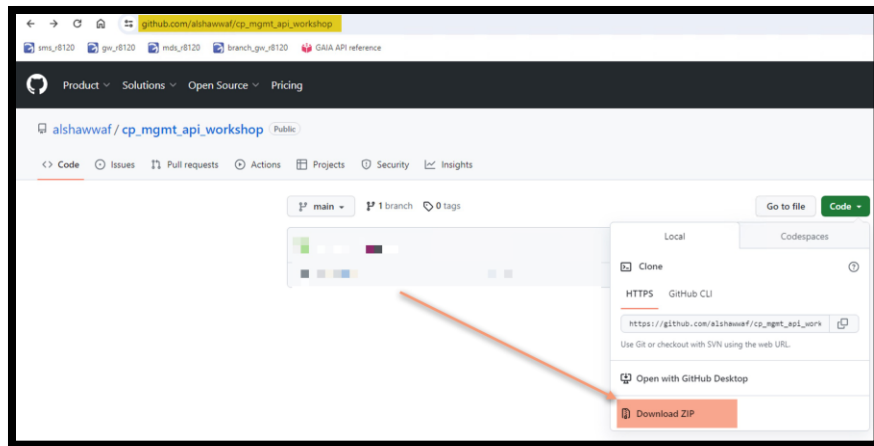 github.com/alshawwaf/cp_mgmt_api_workshop
sms_r8120 gw_r8120 mds_r8120 branch_gw_r8120 GAIA API reference
Product Solutions Open Source Pricing
alshawwaf / cp_mgmt_api_workshop Public
<> Code Issues Pull requests Actions Projects Security Insights
main 1 branch 0 tags Go to file Code
Local Codespaces
Clone
HTTPS GitHub CLI
https://github.com/alshawwaf/cp_mgmt_api_work
Use Git or checkout with SVN using the web URL.
Open with GitHub Desktop
Download ZIP